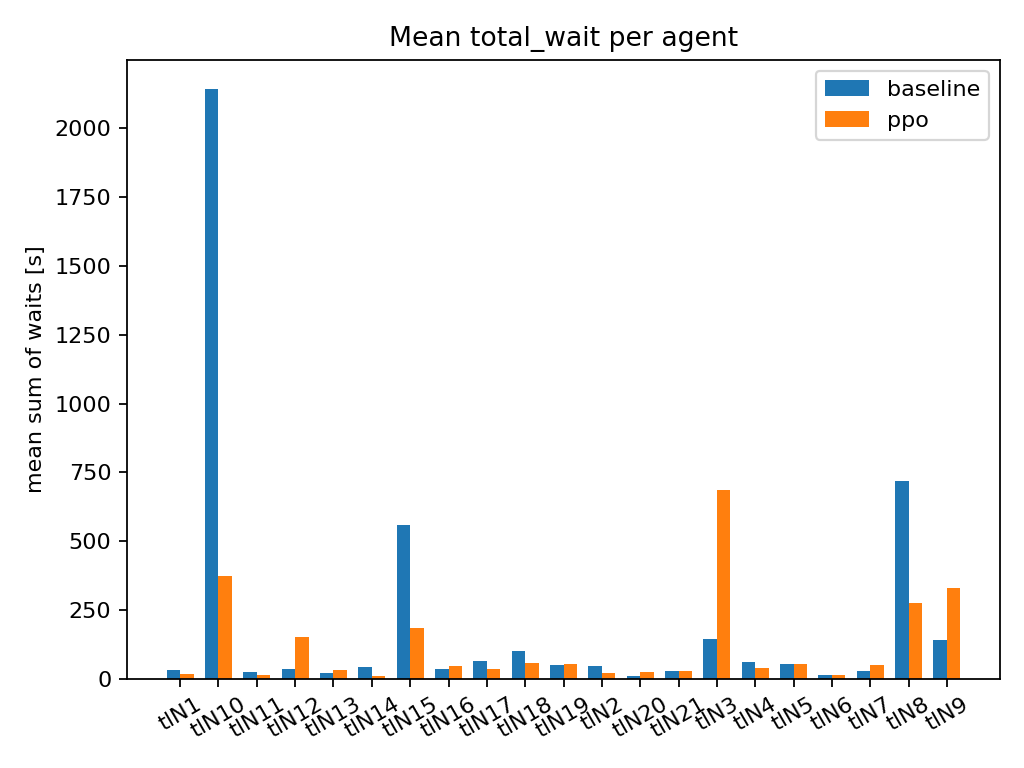 Mean total_wait per agent
baseline
ppo
mean sum of waits [s]
2000
1750
1500
1250
1000
750
500
250
0
tlN1 tlN10 tlN11 tlN12 tlN13 tlN14 tlN15 tlN16 tlN17 tlN18 tlN19 tlN2 tlN20 tlN21 tlN3 tlN4 tlN5 tlN6 tlN7 tlN8 tlN9